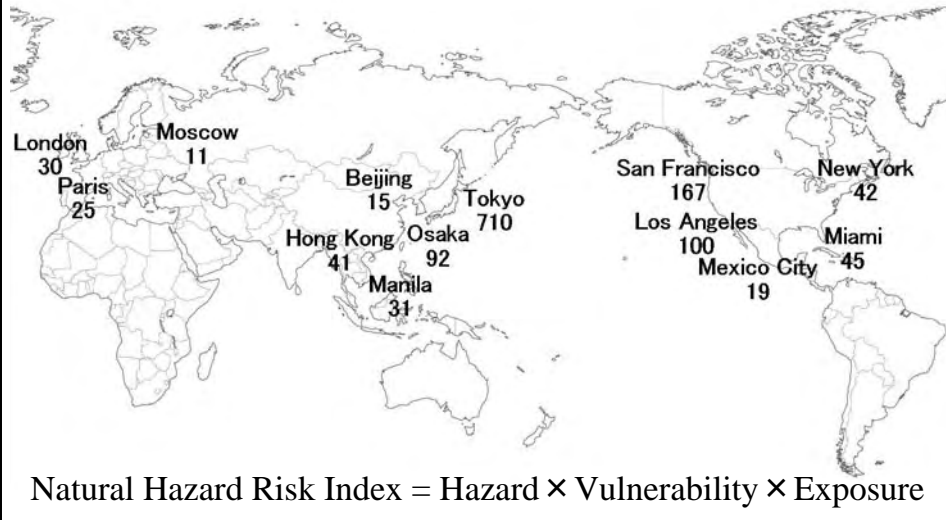 London
30
Moscow
11
Paris
25
Beijing
15
Tokyo
710
Hong Kong
41
Osaka
92
Manila
31
San Francisco
167
New York
42
Los Angeles
100
Miami
45
Mexico City
19
Natural Hazard Risk Index = Hazard × Vulnerability × Exposure